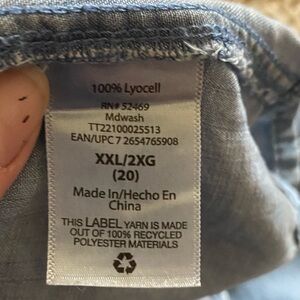 100% Lyocell
RN# 52469
Mdwash
TT22100025513
EAN/UPC 7 2654765908
XXL/2XG
(20)
Made In/Hecho En
China
THIS LABEL YARN IS MADE
OUT OF 100% RECYCLED
POLYESTER MATERIALS